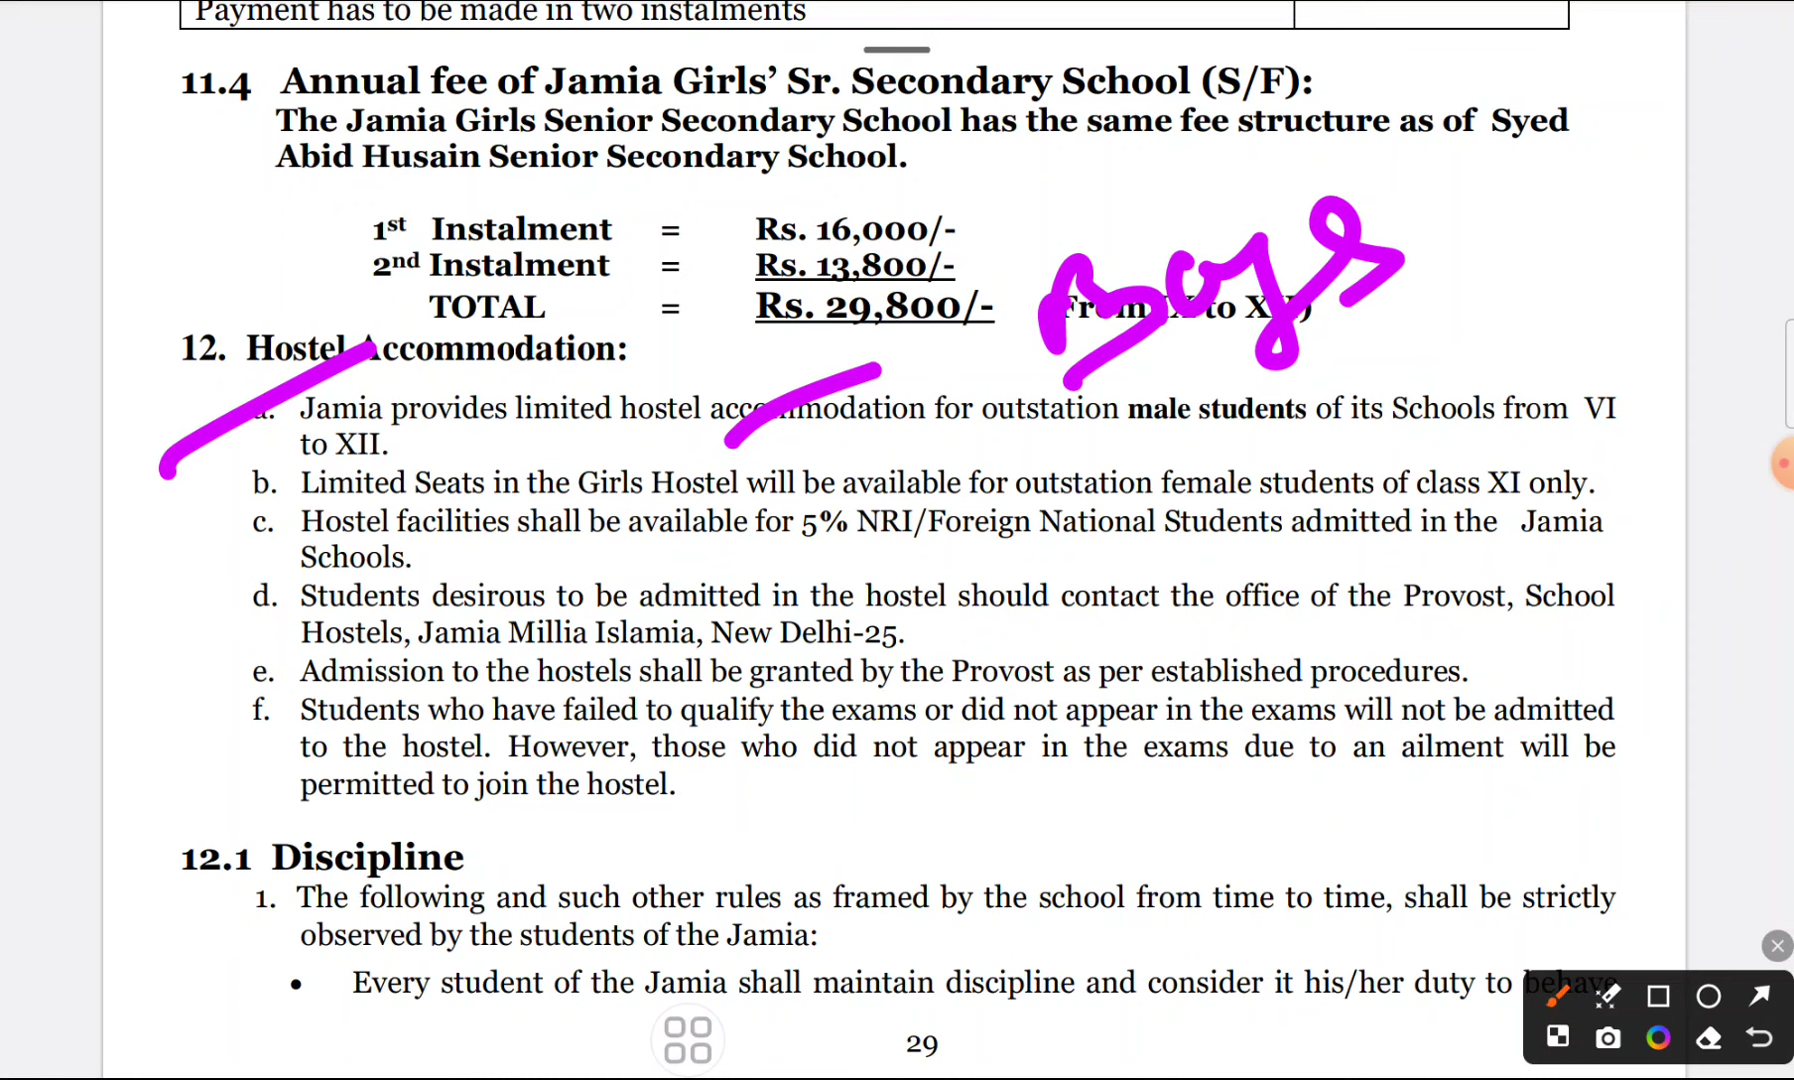 Payment has to be made in two instalments
11.4 Annual fee of Jamia Girls’ Sr. Secondary School (S/F):
The Jamia Girls Senior Secondary School has the same fee structure as of Syed
Abid Husain Senior Secondary School.
1st Instalment = Rs. 16,000/-
2nd Instalment = Rs. 13,800/-
Boys
TOTAL = Rs. 29,800/- From to
12. Hostel Accommodation:
a. Jamia provides limited hostel accommodation for outstation male students of its Schools from VI
to XII.
b. Limited Seats in the Girls Hostel will be available for outstation female students of class XI only.
c. Hostel facilities shall be available for 5% NRI/Foreign National Students admitted in the Jamia
Schools.
d. Students desirous to be admitted in the hostel should contact the office of the Provost, School
Hostels, Jamia Millia Islamia, New Delhi-25.
e. Admission to the hostels shall be granted by the Provost as per established procedures.
f. Students who have failed to qualify the exams or did not appear in the exams will not be admitted
to the hostel. However, those who did not appear in the exams due to an ailment will be
permitted to join the hostel.
12.1 Discipline
1. The following and such other rules as framed by the school from time to time, shall be strictly
observed by the students of the Jamia:
• Every student of the Jamia shall maintain discipline and consider it his/her duty to behave
29